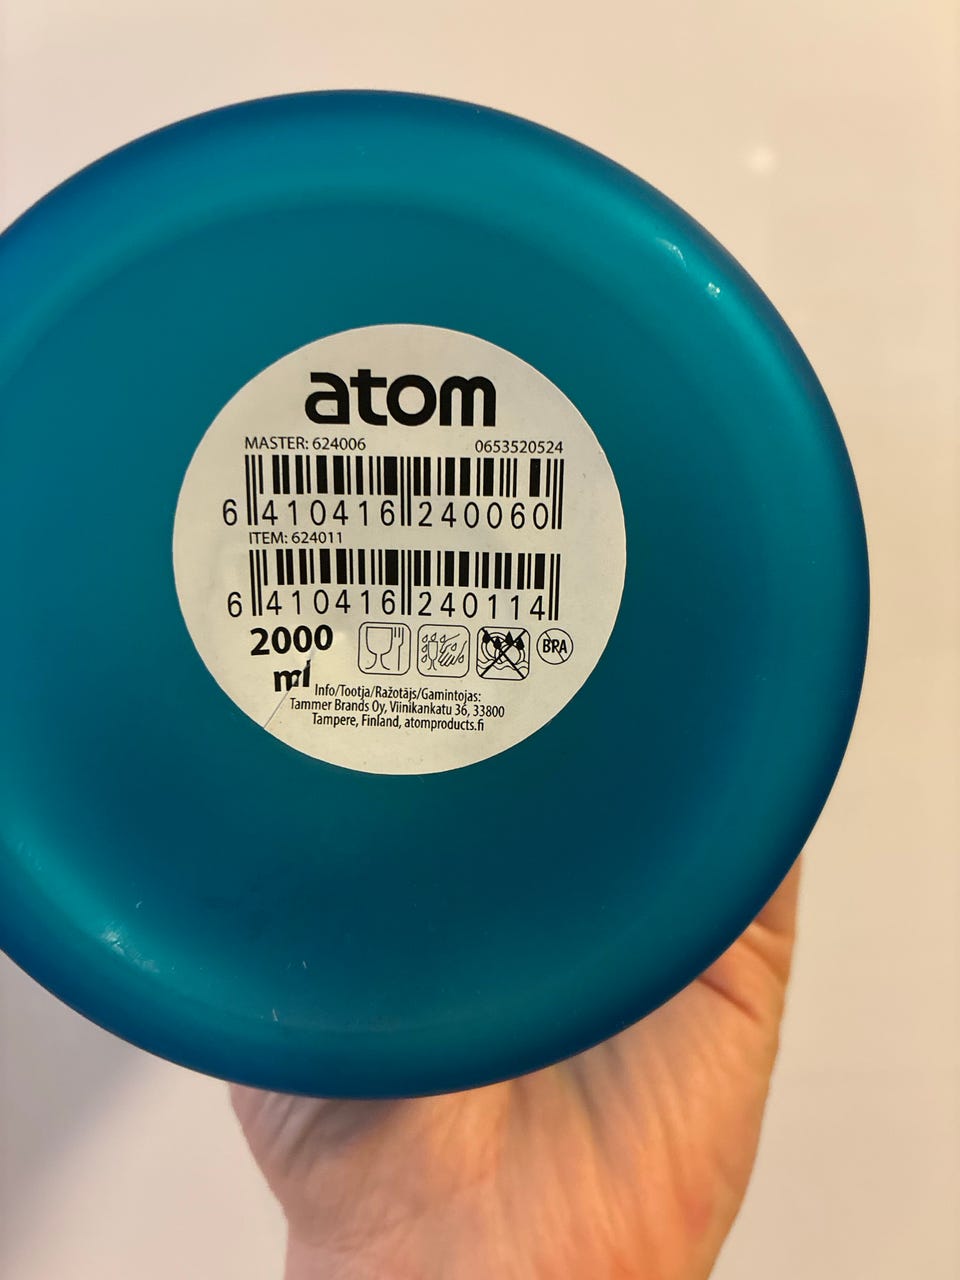 atom
MASTER: 624006 0653520524
6 410416 240060
ITEM: 624011
6 410416 240114
2000
ml
BPA
Info/Tootja/Ražotājs/Gamintojas:
Tammer Brands Oy, Viinikankatu 36, 33800
Tampere, Finland, atomproducts.fi